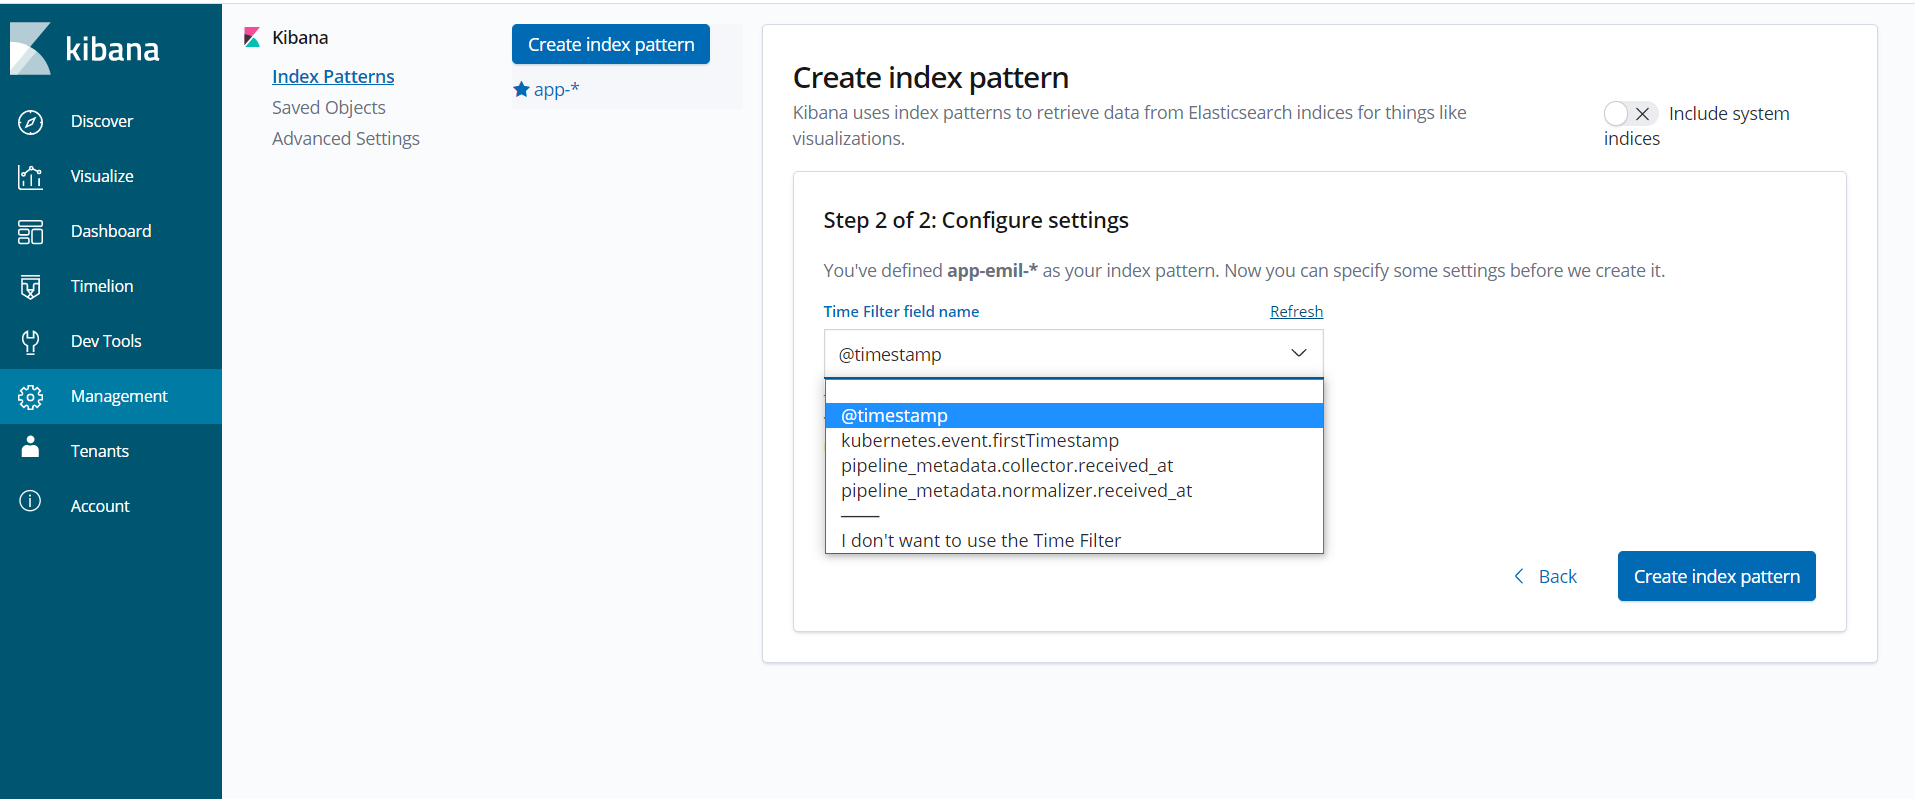 kibana
Discover
Visualize
Dashboard
Timelion
Dev Tools
Management
Tenants
Account
Kibana
Index Patterns
Saved Objects
Advanced Settings
Create index pattern
app-*
Create index pattern
Kibana uses index patterns to retrieve data from Elasticsearch indices for things like
visualizations.
Include system
indices
Step 2 of 2: Configure settings
You've defined app-emil-* as your index pattern. Now you can specify some settings before we create it.
Time Filter field name
Refresh
@timestamp
@timestamp
kubernetes.event.firstTimestamp
pipeline_metadata.collector.received_at
pipeline_metadata.normalizer.received_at
I don't want to use the Time Filter
Back
Create index pattern